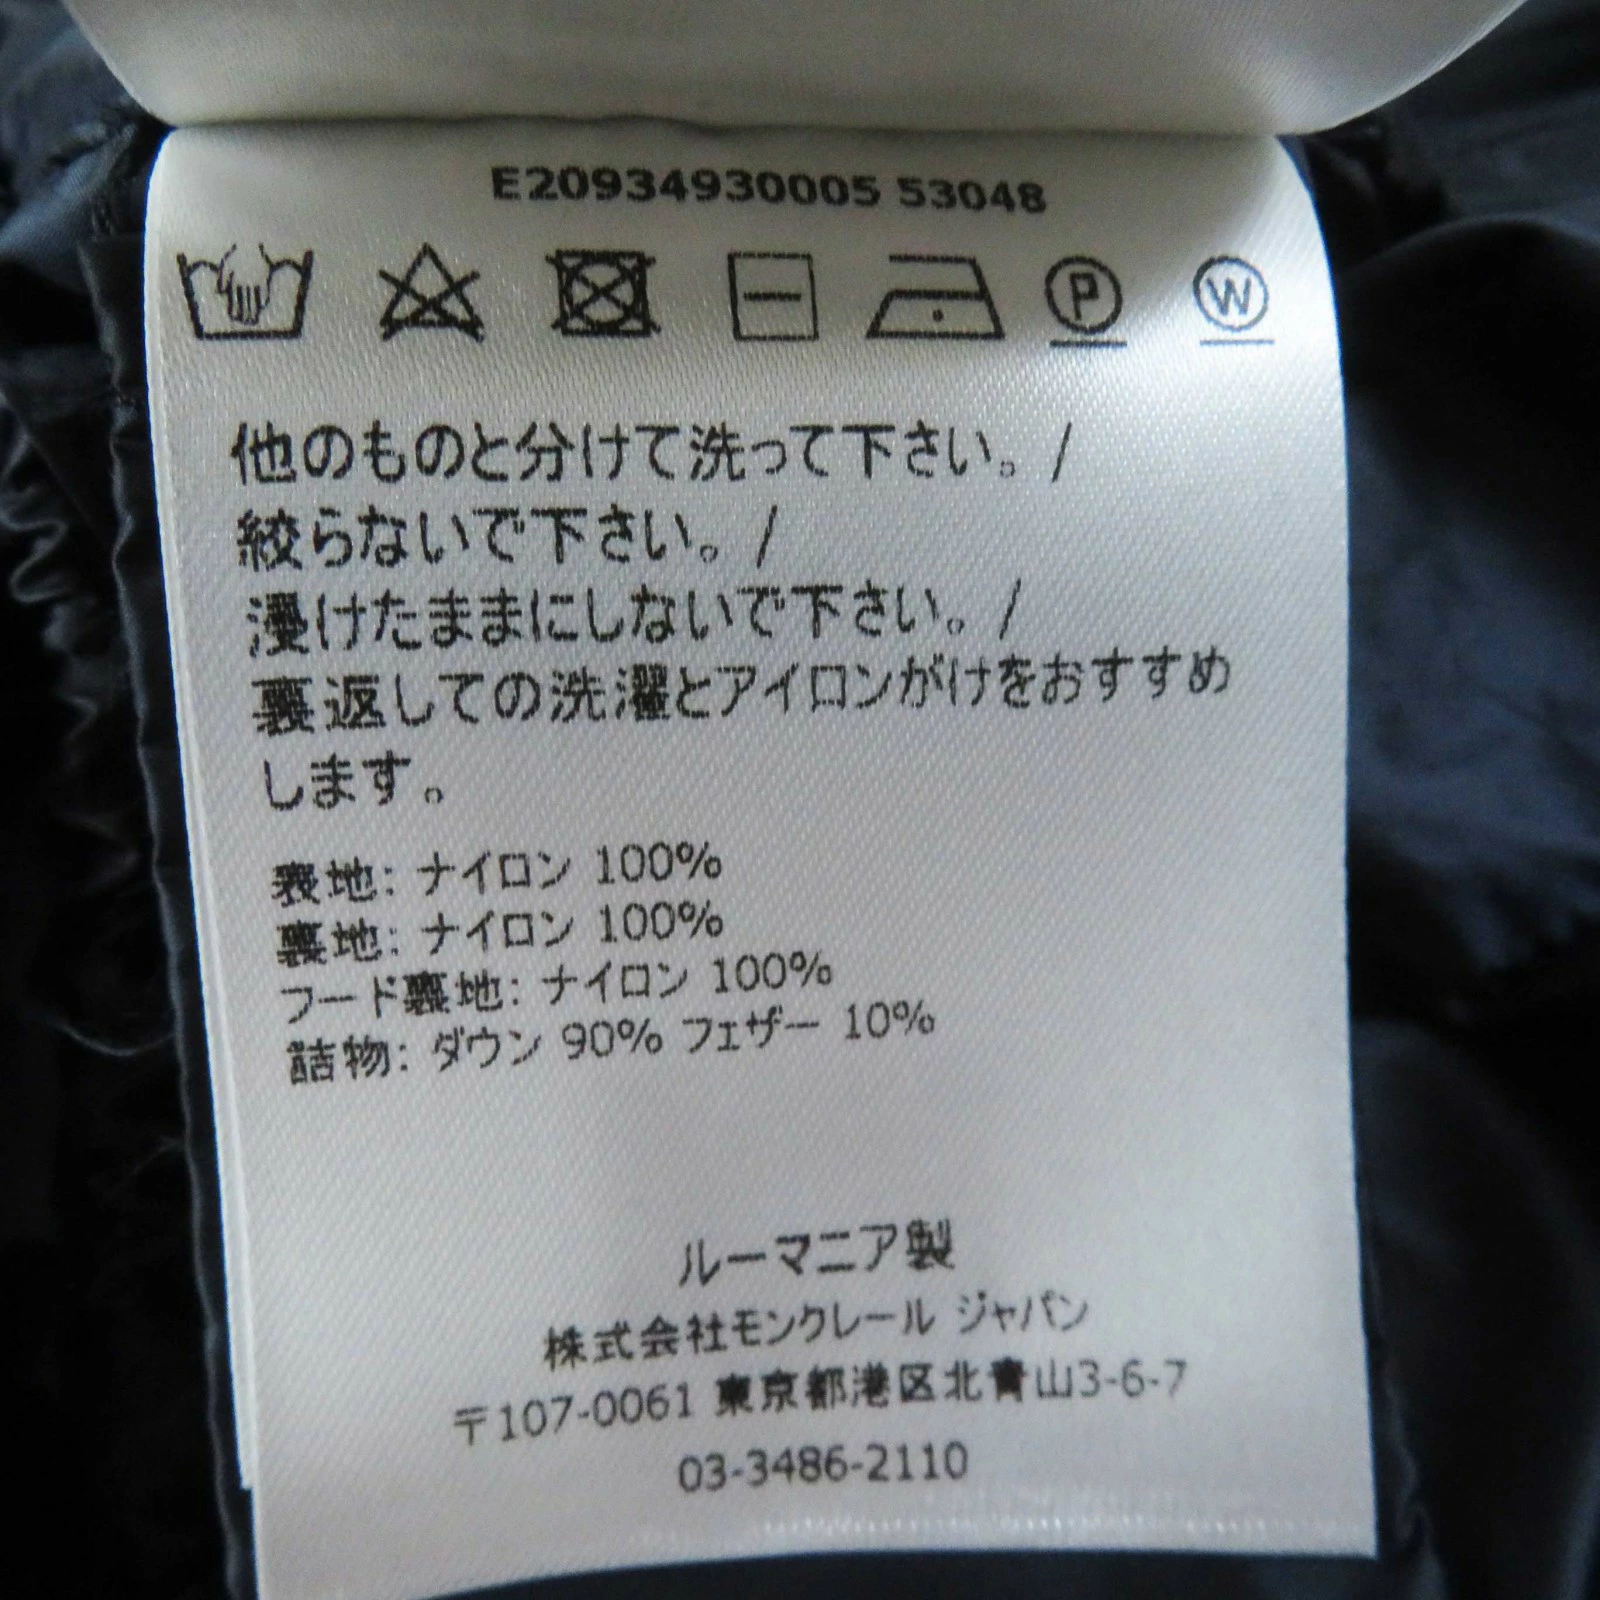 E20934930005 53048
P W
他のものと分けて洗って下さい。/
絞らないで下さい。/
浸けたままにしないで下さい。/
裏返しての洗濯とアイロンがけをおすすめ
します。
表地: ナイロン 100%
裏地: ナイロン 100%
フード裏地: ナイロン 100%
詰物: ダウン 90% フェザー 10%
ルーマニア製
株式会社モンクレール ジャパン
〒107-0061 東京都港区北青山3-6-7
03-3486-2110